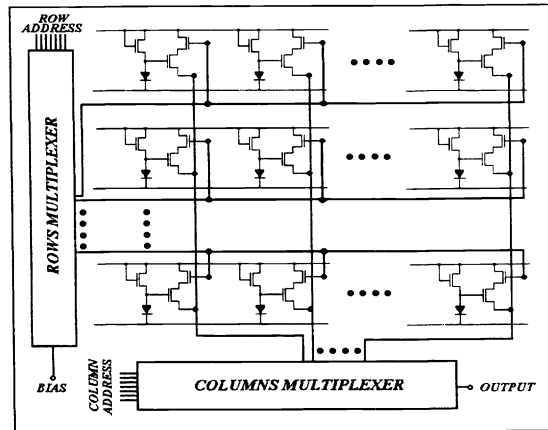 ROW
ADDRESS
ROWS MULTIPLEXER
BIAS
COLUMN
ADDRESS
COLUMNS MULTIPLEXER
OUTPUT